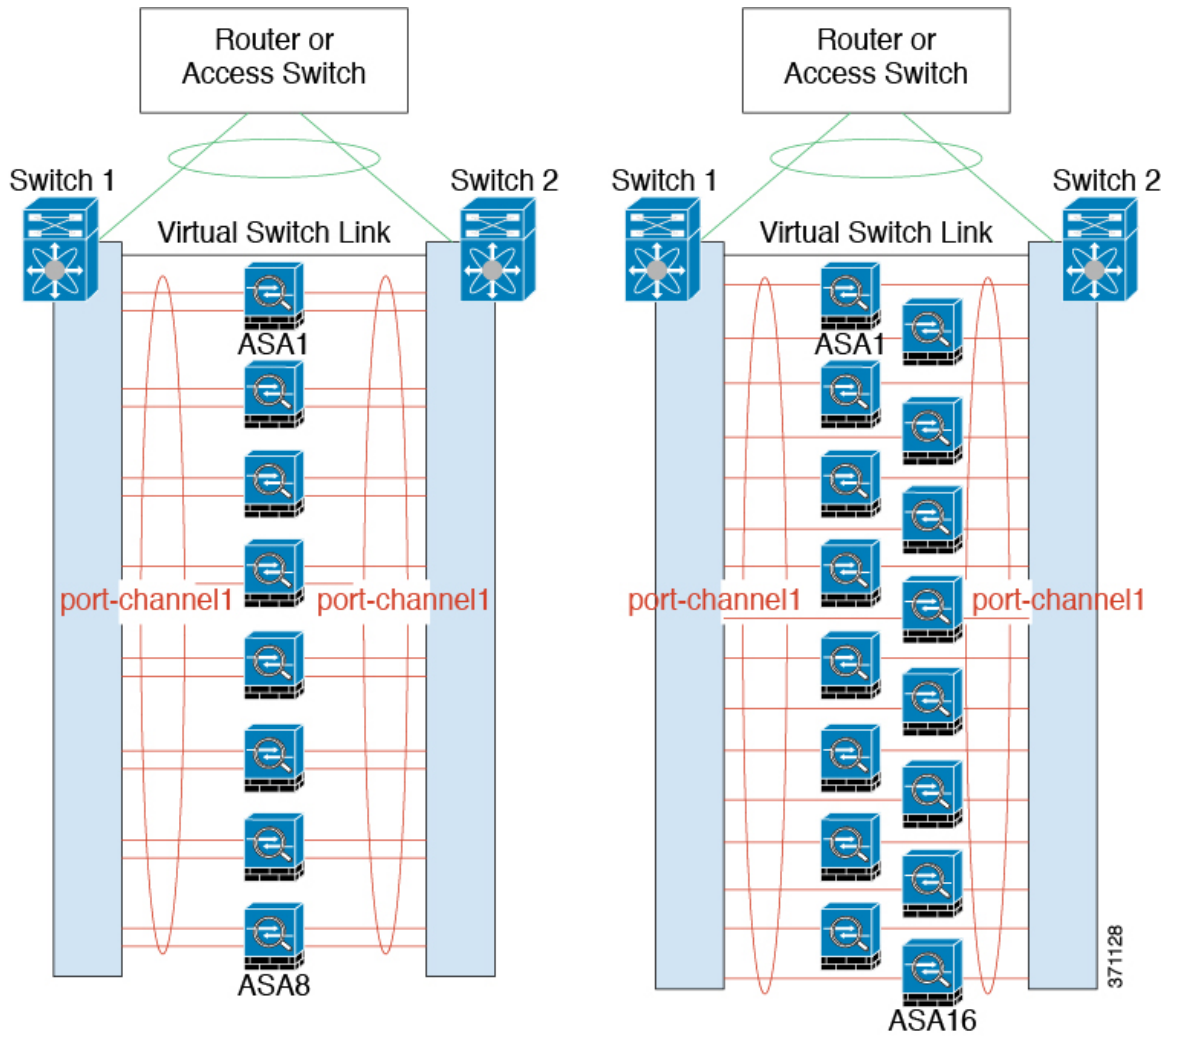 Router or
Access Switch
Switch 1
Switch 2
Virtual Switch Link
ASA1
port-channel1
port-channel1
ASA8
Router or
Access Switch
Switch 1
Switch 2
Virtual Switch Link
ASA1
port-channel1
port-channel1
ASA16
371128